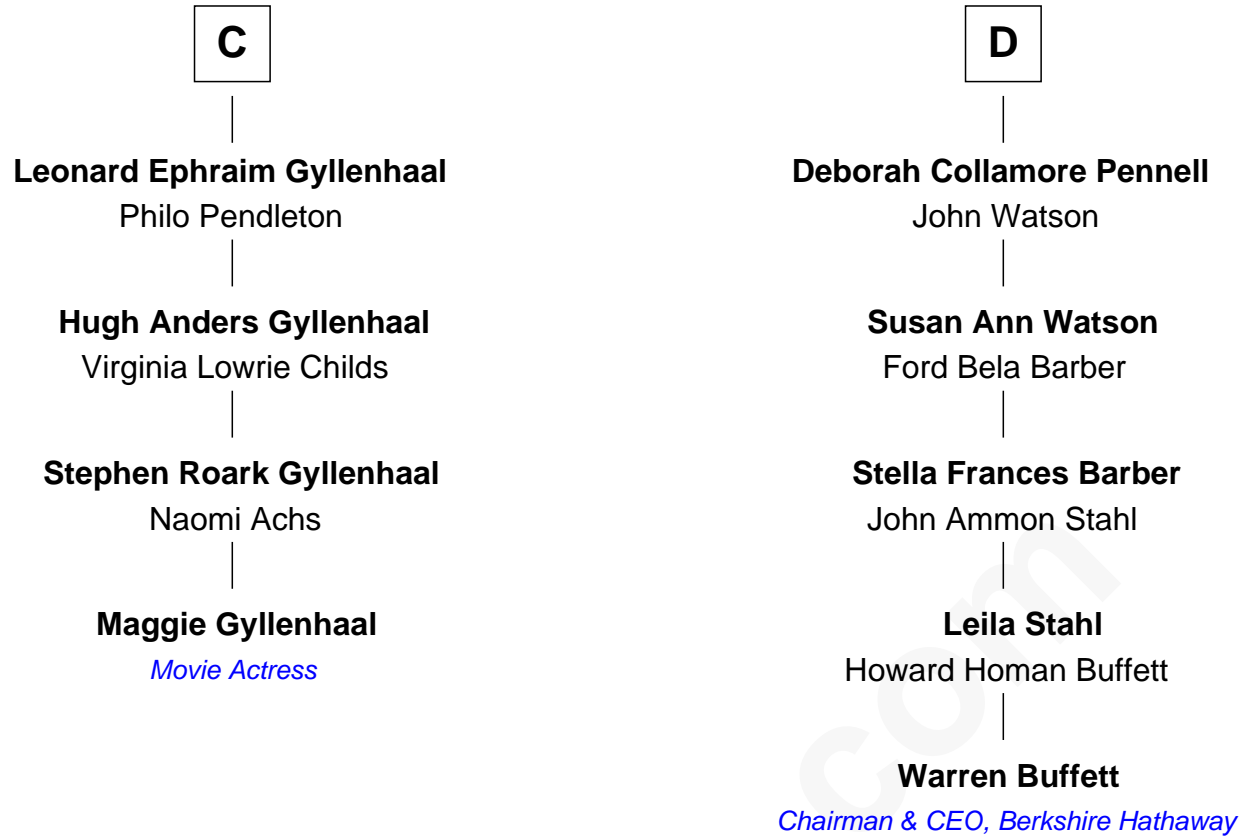 C
Leonard Ephraim Gyllenhaal
Philo Pendleton
Hugh Anders Gyllenhaal
Virginia Lowrie Childs
Stephen Roark Gyllenhaal
Naomi Achs
Maggie Gyllenhaal
Movie Actress
D
Deborah Collamore Pennell
John Watson
Susan Ann Watson
Ford Bela Barber
Stella Frances Barber
John Ammon Stahl
Leila Stahl
Howard Homan Buffett
Warren Buffett
Chairman & CEO, Berkshire Hathaway
com